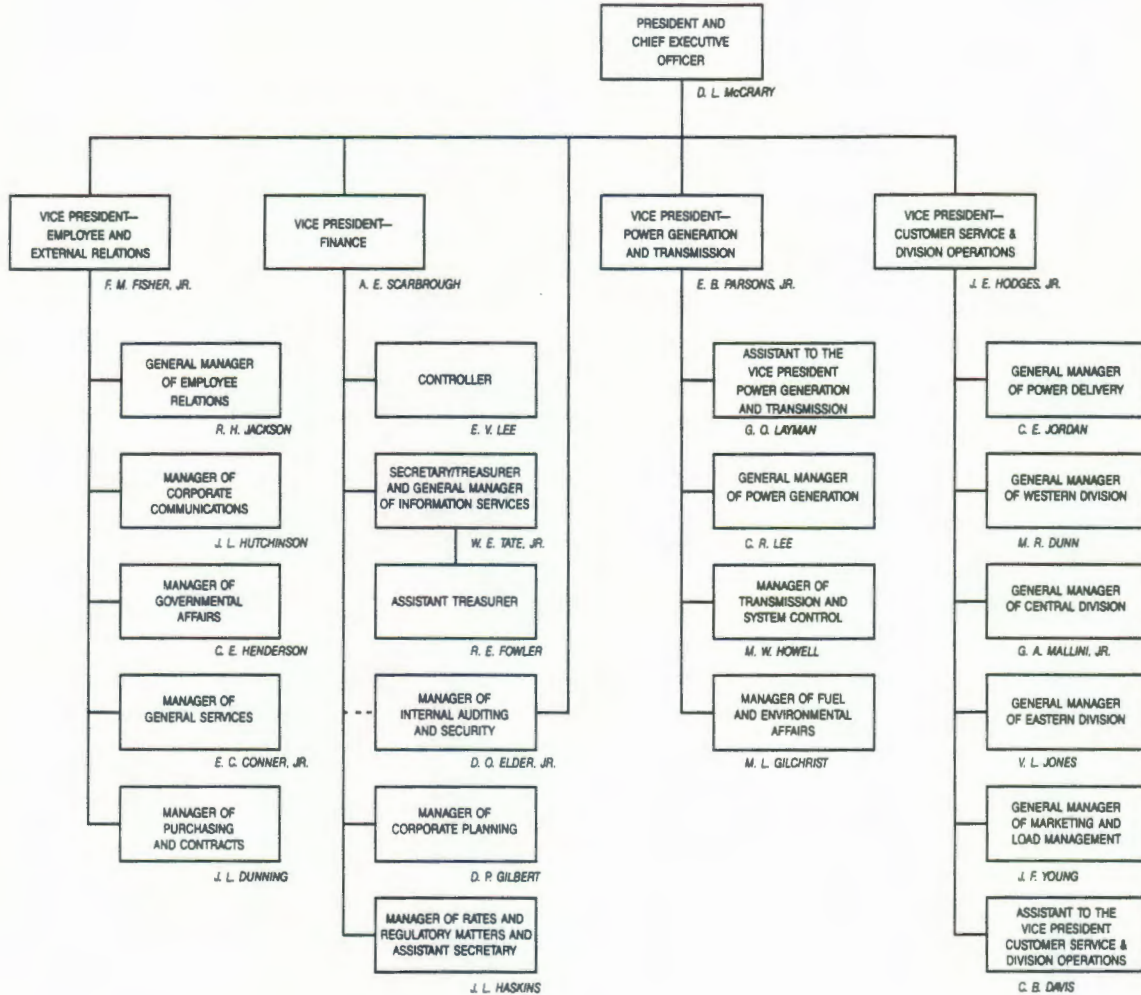 PRESIDENT AND
CHIEF EXECUTIVE
OFFICER
D. L. McCRARY
VICE PRESIDENT—
EMPLOYEE AND
EXTERNAL RELATIONS
F. M. FISHER, JR.
VICE PRESIDENT—
FINANCE
A. E. SCARBROUGH
VICE PRESIDENT—
POWER GENERATION
AND TRANSMISSION
E. B. PARSONS, JR.
VICE PRESIDENT—
CUSTOMER SERVICE &
DIVISION OPERATIONS
J. E. HODGES, JR.
GENERAL MANAGER
OF EMPLOYEE
RELATIONS
R. H. JACKSON
MANAGER OF
CORPORATE
COMMUNICATIONS
J. L. HUTCHINSON
MANAGER OF
GOVERNMENTAL
AFFAIRS
C. E. HENDERSON
MANAGER OF
GENERAL SERVICES
E. C. CONNER, JR.
MANAGER OF
PURCHASING
AND CONTRACTS
J. L. DUNNING
CONTROLLER
E. V. LEE
SECRETARY/TREASURER
AND GENERAL MANAGER
OF INFORMATION SERVICES
W. E. TATE, JR.
ASSISTANT TREASURER
R. E. FOWLER
MANAGER OF
INTERNAL AUDITING
AND SECURITY
D. O. ELDER, JR.
MANAGER OF
CORPORATE PLANNING
D. P. GILBERT
MANAGER OF RATES AND
REGULATORY MATTERS AND
ASSISTANT SECRETARY
J. L. HASKINS
ASSISTANT TO THE
VICE PRESIDENT
POWER GENERATION
AND TRANSMISSION
G. O. LAYMAN
GENERAL MANAGER
OF POWER GENERATION
C. R. LEE
MANAGER OF
TRANSMISSION AND
SYSTEM CONTROL
M. W. HOWELL
MANAGER OF FUEL
AND ENVIRONMENTAL
AFFAIRS
M. L. GILCHRIST
GENERAL MANAGER
OF POWER DELIVERY
C. E. JORDAN
GENERAL MANAGER
OF WESTERN DIVISION
M. R. DUNN
GENERAL MANAGER
OF CENTRAL DIVISION
G. A. MALLINI, JR.
GENERAL MANAGER
OF EASTERN DIVISION
V. L. JONES
GENERAL MANAGER
OF MARKETING AND
LOAD MANAGEMENT
J. F. YOUNG
ASSISTANT TO THE
VICE PRESIDENT
CUSTOMER SERVICE &
DIVISION OPERATIONS
C. B. DAVIS